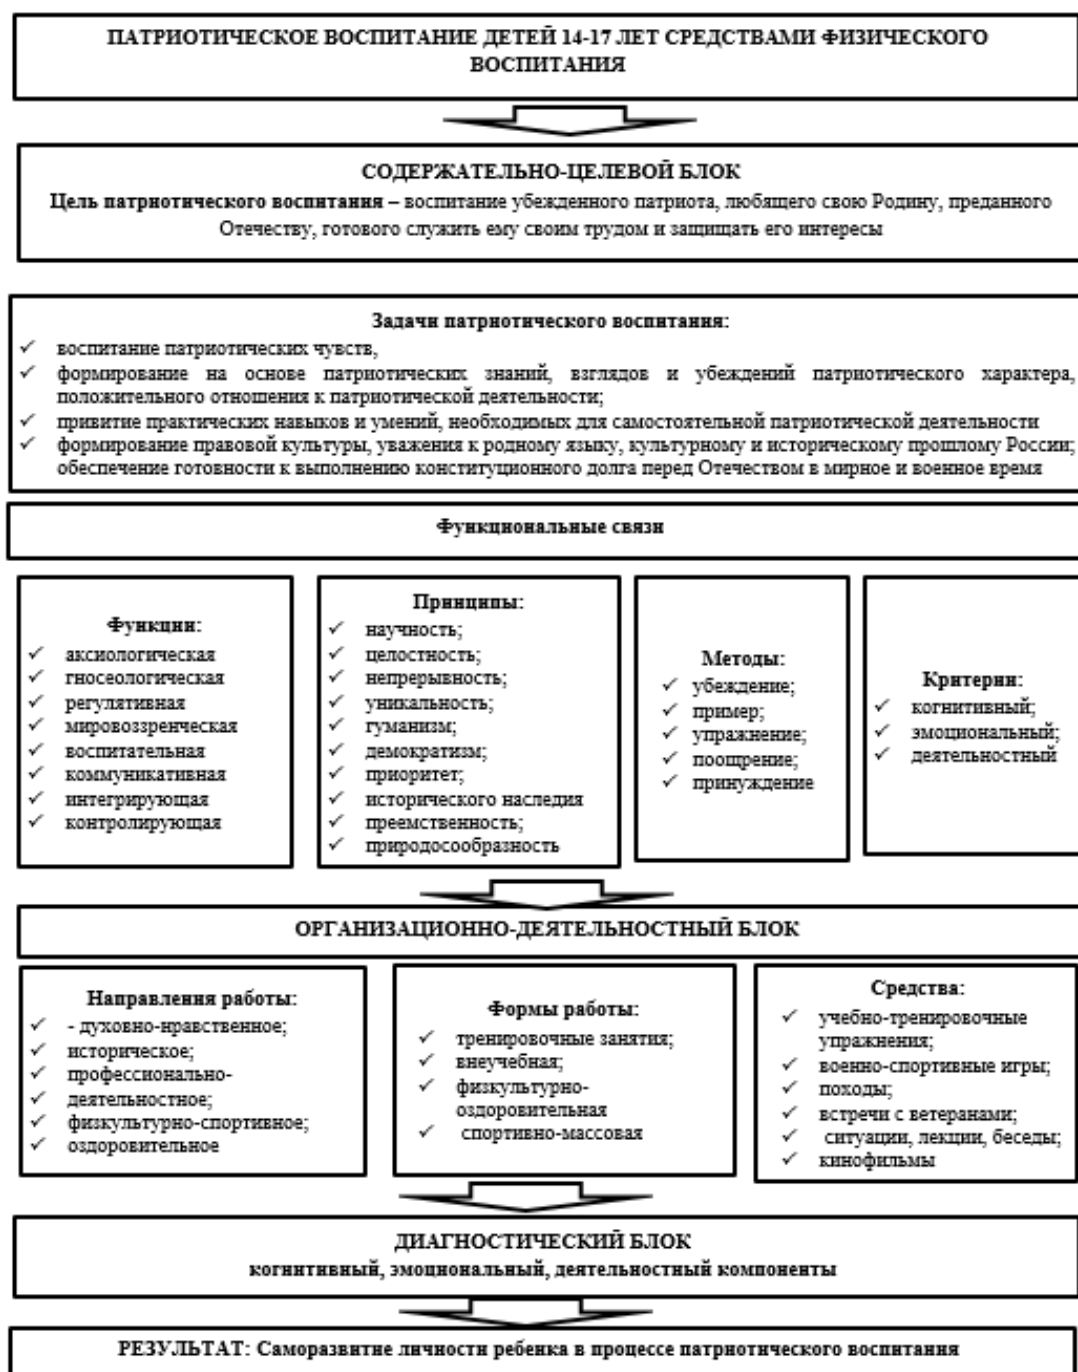 ПАТРИОТИЧЕСКОЕ ВОСПИТАНИЕ ДЕТЕЙ 14-17 ЛЕТ СРЕДСТВАМИ ФИЗИЧЕСКОГО
ВОСПИТАНИЯ
СОДЕРЖАТЕЛЬНО-ЦЕЛЕВОЙ БЛОК
Цель патриотического воспитания – воспитание убежденного патриота, любящего свою Родину, преданного
Отечеству, готового служить ему своим трудом и защищать его интересы
Задачи патриотического воспитания:
✓ воспитание патриотических чувств,
✓ формирование на основе патриотических знаний, взглядов и убеждений патриотического характера,
положительного отношения к патриотической деятельности;
✓ привитие практических навыков и умений, необходимых для самостоятельной патриотической деятельности
✓ формирование правовой культуры, уважения к родному языку, культурному и историческому прошлому России;
обеспечение готовности к выполнению конституционного долга перед Отечеством в мирное и военное время
Функциональные связи
Функции:
✓ аксиологическая
✓ гносеологическая
✓ регулятивная
✓ мировоззренческая
✓ воспитательная
✓ коммуникативная
✓ интегрирующая
✓ контролирующая
Принципы:
✓ научность;
✓ целостность;
✓ непрерывность;
✓ уникальность;
✓ гуманизм;
✓ демократизм;
✓ приоритет;
✓ исторического наследия
✓ преемственность;
✓ природосообразность
Методы:
✓ убеждение;
✓ пример;
✓ упражнение;
✓ поощрение;
✓ принуждение
Критерии:
✓ когнитивный;
✓ эмоциональный;
✓ деятельностный
ОРГАНИЗАЦИОННО-ДЕЯТЕЛЬНОСТНЫЙ БЛОК
Направления работы:
✓ - духовно-нравственное;
✓ историческое;
✓ профессионально-
✓ деятельностное;
✓ физкультурно-спортивное;
✓ оздоровительное
Формы работы:
✓ тренировочные занятия;
✓ внеучебная;
✓ физкультурно-
оздоровительная
✓ спортивно-массовая
Средства:
✓ учебно-тренировочные
упражнения;
✓ военно-спортивные игры;
✓ походы;
✓ встречи с ветеранами;
✓ ситуации, лекции, беседы;
✓ кинофильмы
ДИАГНОСТИЧЕСКИЙ БЛОК
когнитивный, эмоциональный, деятельностный компоненты
РЕЗУЛЬТАТ: Саморазвитие личности ребенка в процессе патриотического воспитания